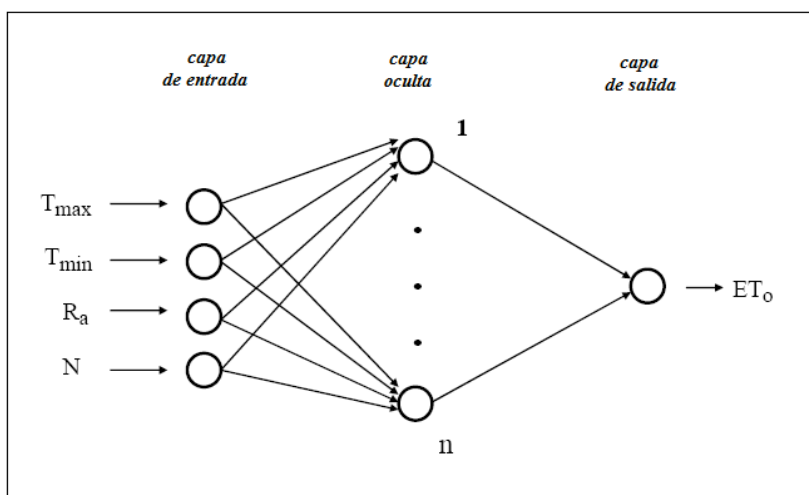 capa
de entrada
capa
oculta
capa
de salida
1
Tmax
Tmin
Ra
N
ETo
n